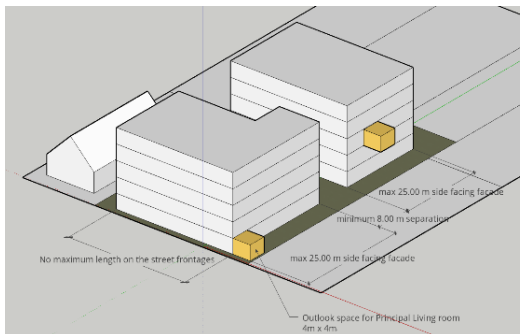 max 25.00 m side facing facade
minimum 8.00 m separation
No maximum length on the street frontages
max 25.00 m side facing facade
Outlook space for Principal Living room
4m x 4m.